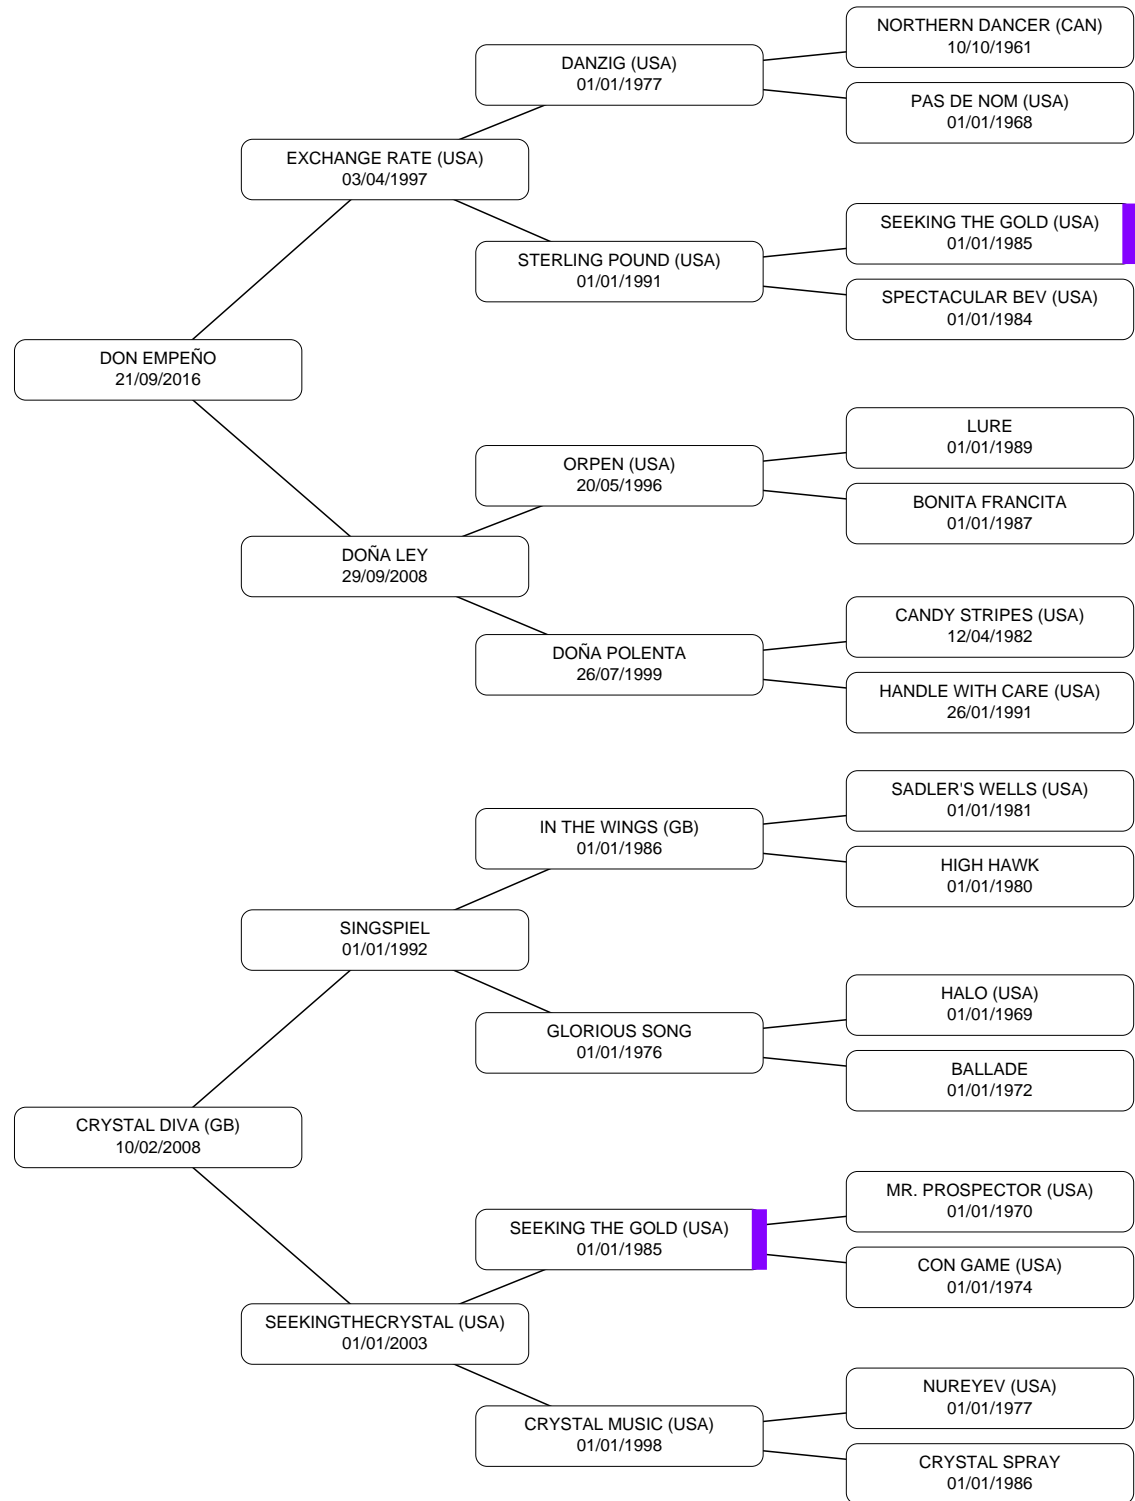 NORTHERN DANCER (CAN)
10/10/1961
DANZIG (USA)
01/01/1977
PAS DE NOM (USA)
01/01/1968
EXCHANGE RATE (USA)
03/04/1997
SEEKING THE GOLD (USA)
01/01/1985
STERLING POUND (USA)
01/01/1991
SPECTACULAR BEV (USA)
01/01/1984
DON EMPEÑO
21/09/2016
LURE
01/01/1989
ORPEN (USA)
20/05/1996
BONITA FRANCITA
01/01/1987
DOÑA LEY
29/09/2008
CANDY STRIPES (USA)
12/04/1982
DOÑA POLENTA
26/07/1999
HANDLE WITH CARE (USA)
26/01/1991
SADLER'S WELLS (USA)
01/01/1981
IN THE WINGS (GB)
01/01/1986
HIGH HAWK
01/01/1980
SINGSPIEL
01/01/1992
HALO (USA)
01/01/1969
GLORIOUS SONG
01/01/1976
BALLADE
01/01/1972
CRYSTAL DIVA (GB)
10/02/2008
MR. PROSPECTOR (USA)
01/01/1970
SEEKING THE GOLD (USA)
01/01/1985
CON GAME (USA)
01/01/1974
SEEKINGTHECRYSTAL (USA)
01/01/2003
NUREYEV (USA)
01/01/1977
CRYSTAL MUSIC (USA)
01/01/1998
CRYSTAL SPRAY
01/01/1986